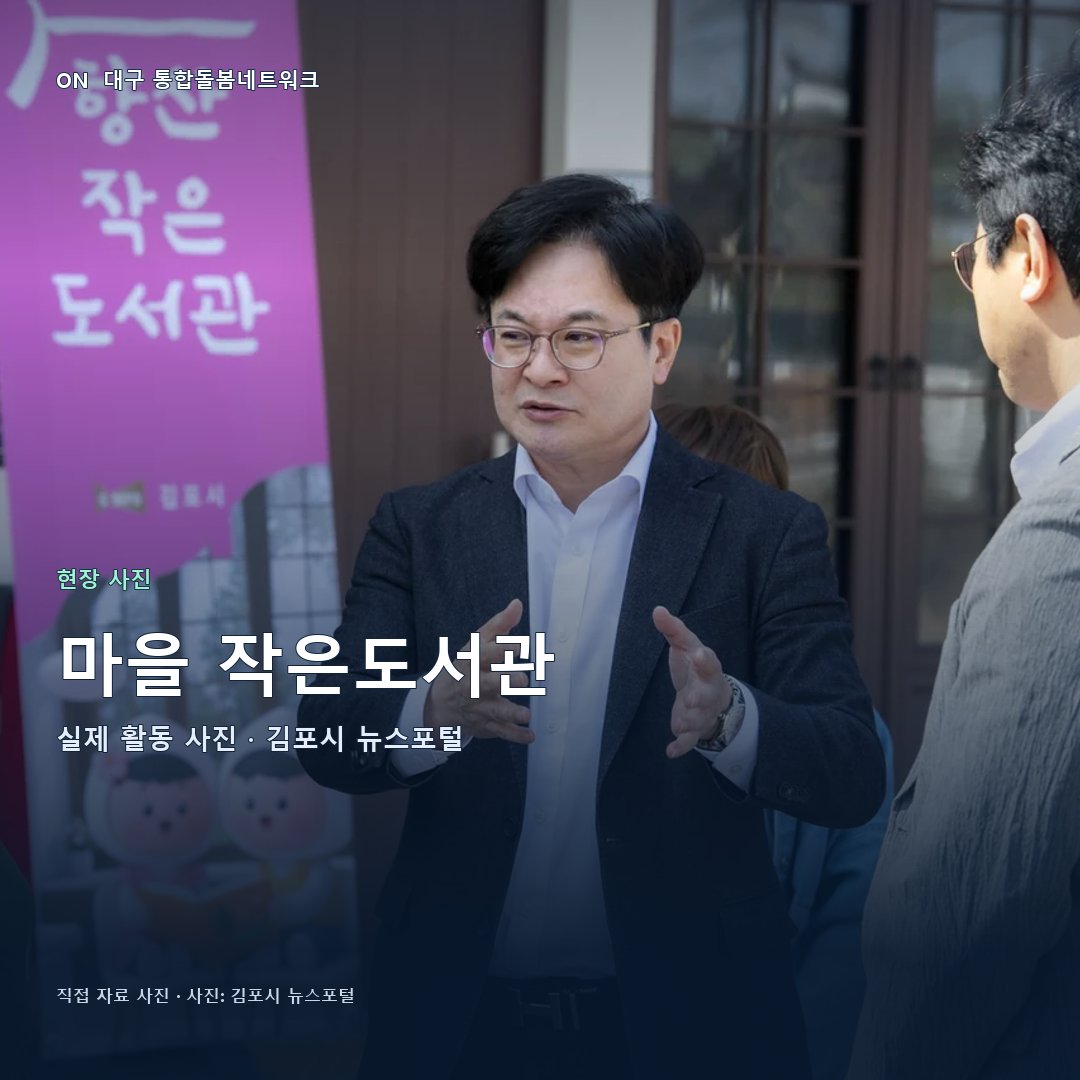 ON 대구 통합돌봄네트워크
향산
작은
도서관
김포시
현장 사진
마을 작은도서관
실제 활동 사진 · 김포시 뉴스포털
직접 자료 사진 · 사진: 김포시 뉴스포털